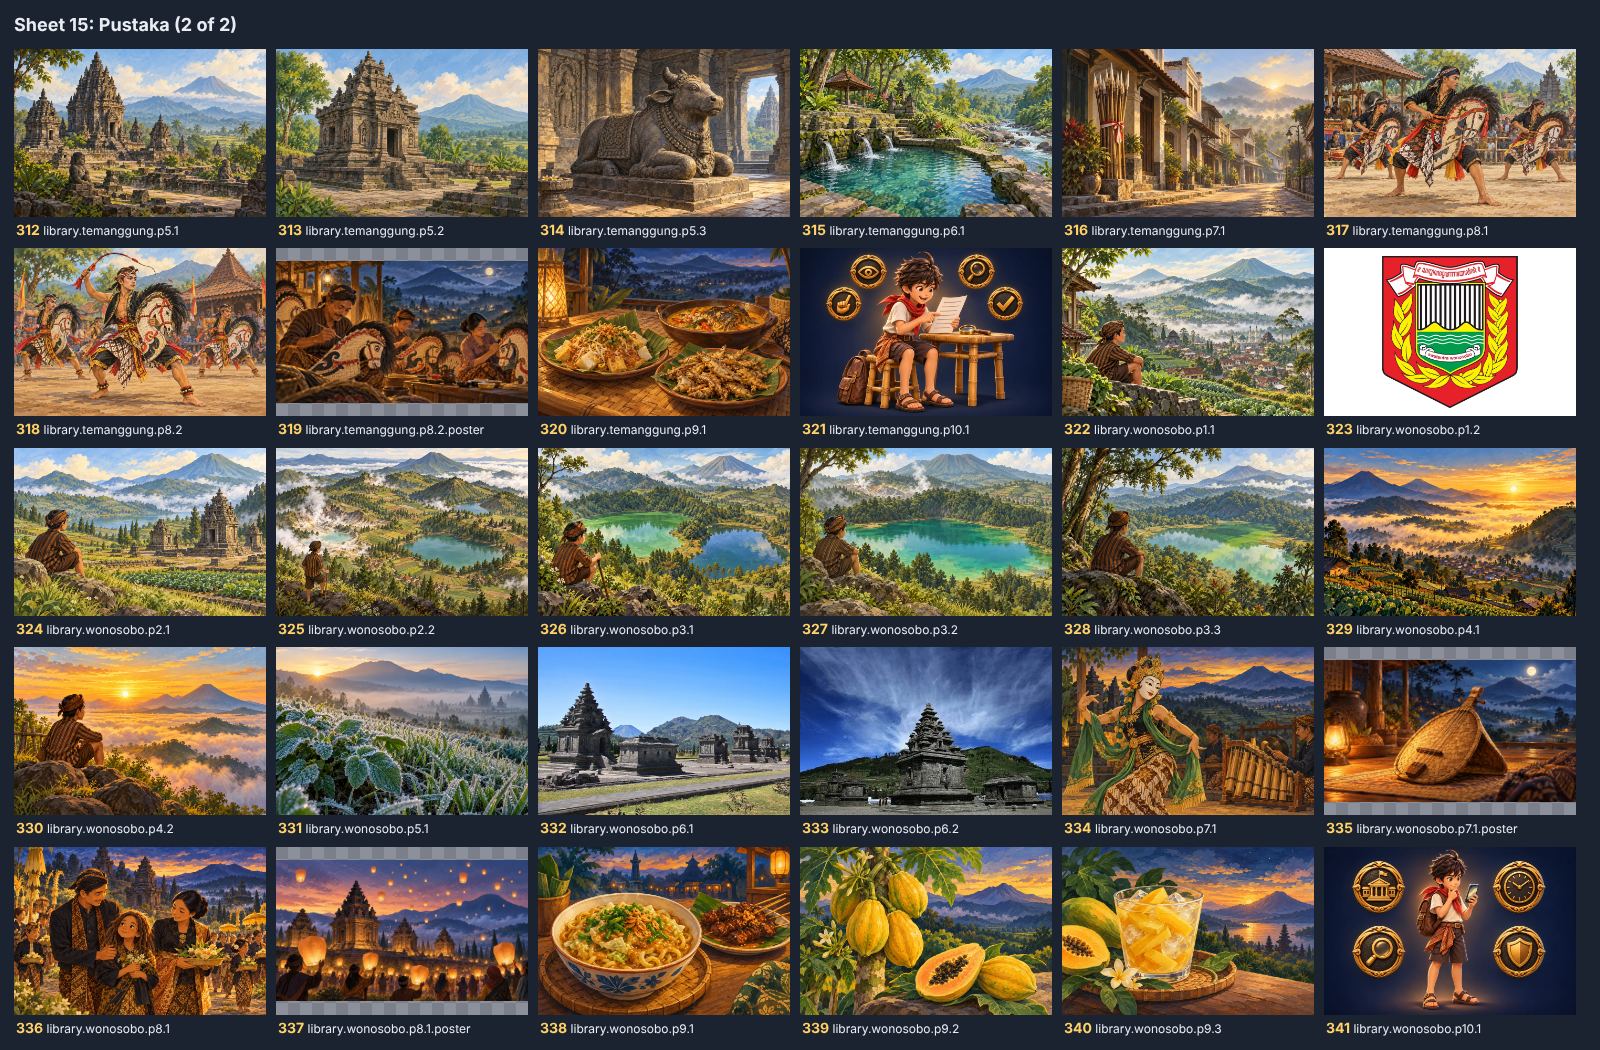 Sheet 15: Pustaka (2 of 2)
312 library.temanggung.p5.1
313 library.temanggung.p5.2
314 library.temanggung.p5.3
315 library.temanggung.p6.1
316 library.temanggung.p7.1
317 library.temanggung.p8.1
318 library.temanggung.p8.2
319 library.temanggung.p8.2.poster
320 library.temanggung.p9.1
321 library.temanggung.p10.1
322 library.wonosobo.p1.1
323 library.wonosobo.p1.2
324 library.wonosobo.p2.1
325 library.wonosobo.p2.2
326 library.wonosobo.p3.1
327 library.wonosobo.p3.2
328 library.wonosobo.p3.3
329 library.wonosobo.p4.1
330 library.wonosobo.p4.2
331 library.wonosobo.p5.1
332 library.wonosobo.p6.1
333 library.wonosobo.p6.2
334 library.wonosobo.p7.1
335 library.wonosobo.p7.1.poster
336 library.wonosobo.p8.1
337 library.wonosobo.p8.1.poster
338 library.wonosobo.p9.1
339 library.wonosobo.p9.2
340 library.wonosobo.p9.3
341 library.wonosobo.p10.1